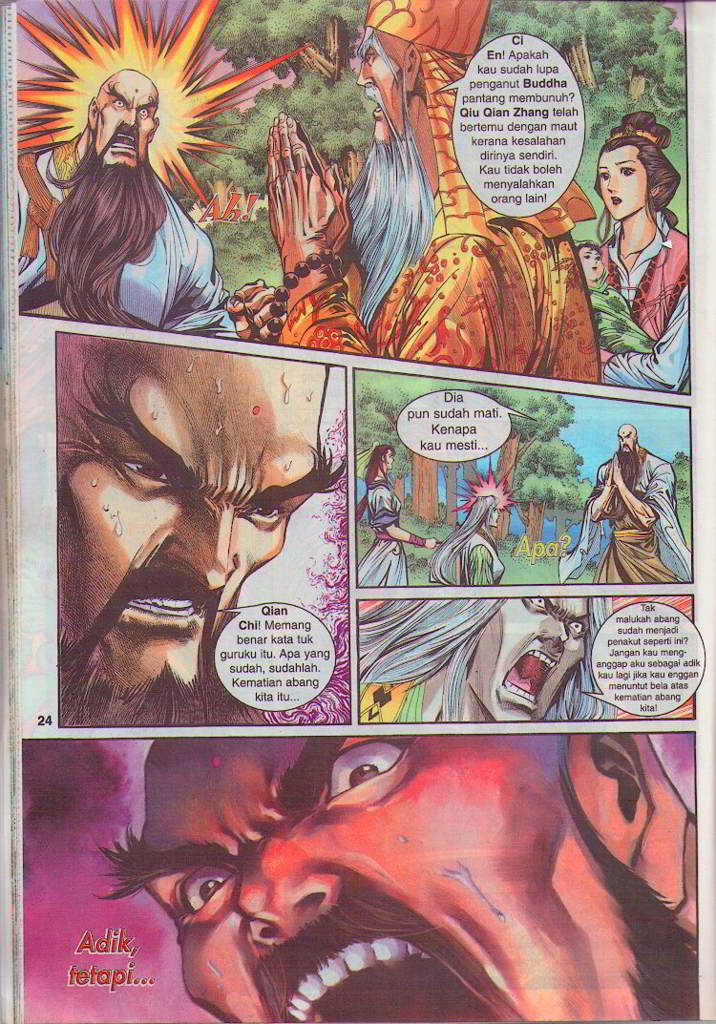 Ci
En! Apakah
kau sudah lupa
penganut Buddha
pantang membunuh?
Qiu Qian Zhang telah
bertemu dengan maut
kerana kesalahan
dirinya sendiri.
Kau tidak boleh
menyalahkan
orang lain!
Ah!
Dia
pun sudah mati.
Kenapa
kau mesti...
Apa?
Qian
Chi! Memang
benar kata tuk
guruku itu. Apa yang
sudah, sudahlah.
Kematian abang
kita itu...
Tak
malukah abang
sudah menjadi
penakut seperti ini?
Jangan kau meng-
anggap aku sebagai adik
kau lagi jika kau enggan
menuntut bela atas
kematian abang
kita!
24
Adik,
tetapi...